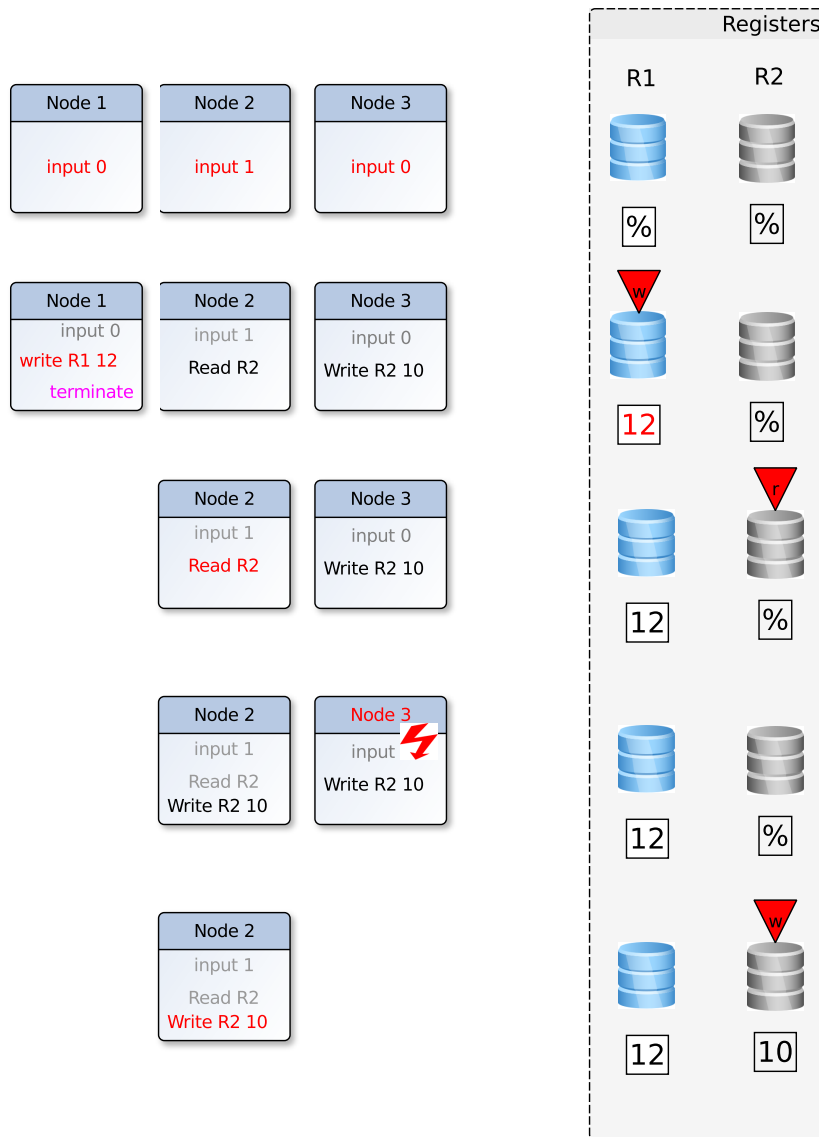 Registers
R1 R2
Node 1 Node 2 Node 3
input 0 input 1 input 0
% %
w
Node 1 Node 2 Node 3
input 0 input 1 input 0
write R1 12 Read R2 Write R2 10
terminate
12 %
r
Node 2 Node 3
input 1 input 0
Read R2 Write R2 10
12 %
Node 2 Node 3
input 1 input
Read R2 Write R2 10
Write R2 10
12 %
w
Node 2
input 1
Read R2
Write R2 10
12 10